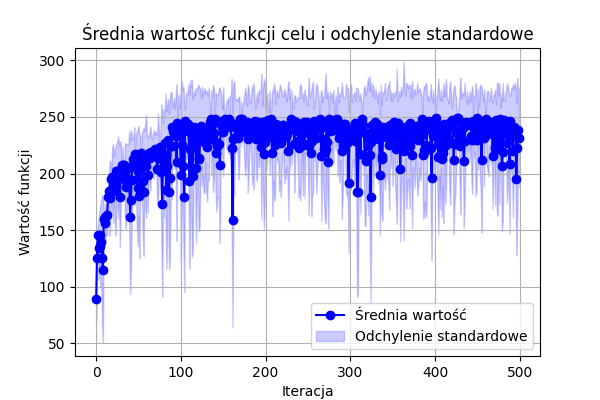 Średnia wartość funkcji celu i odchylenie standardowe
300
250
200
150
100
50
Wartość funkcji
0
100
200
300
400
500
Iteracja
Średnia wartość
Odchylenie standardowe